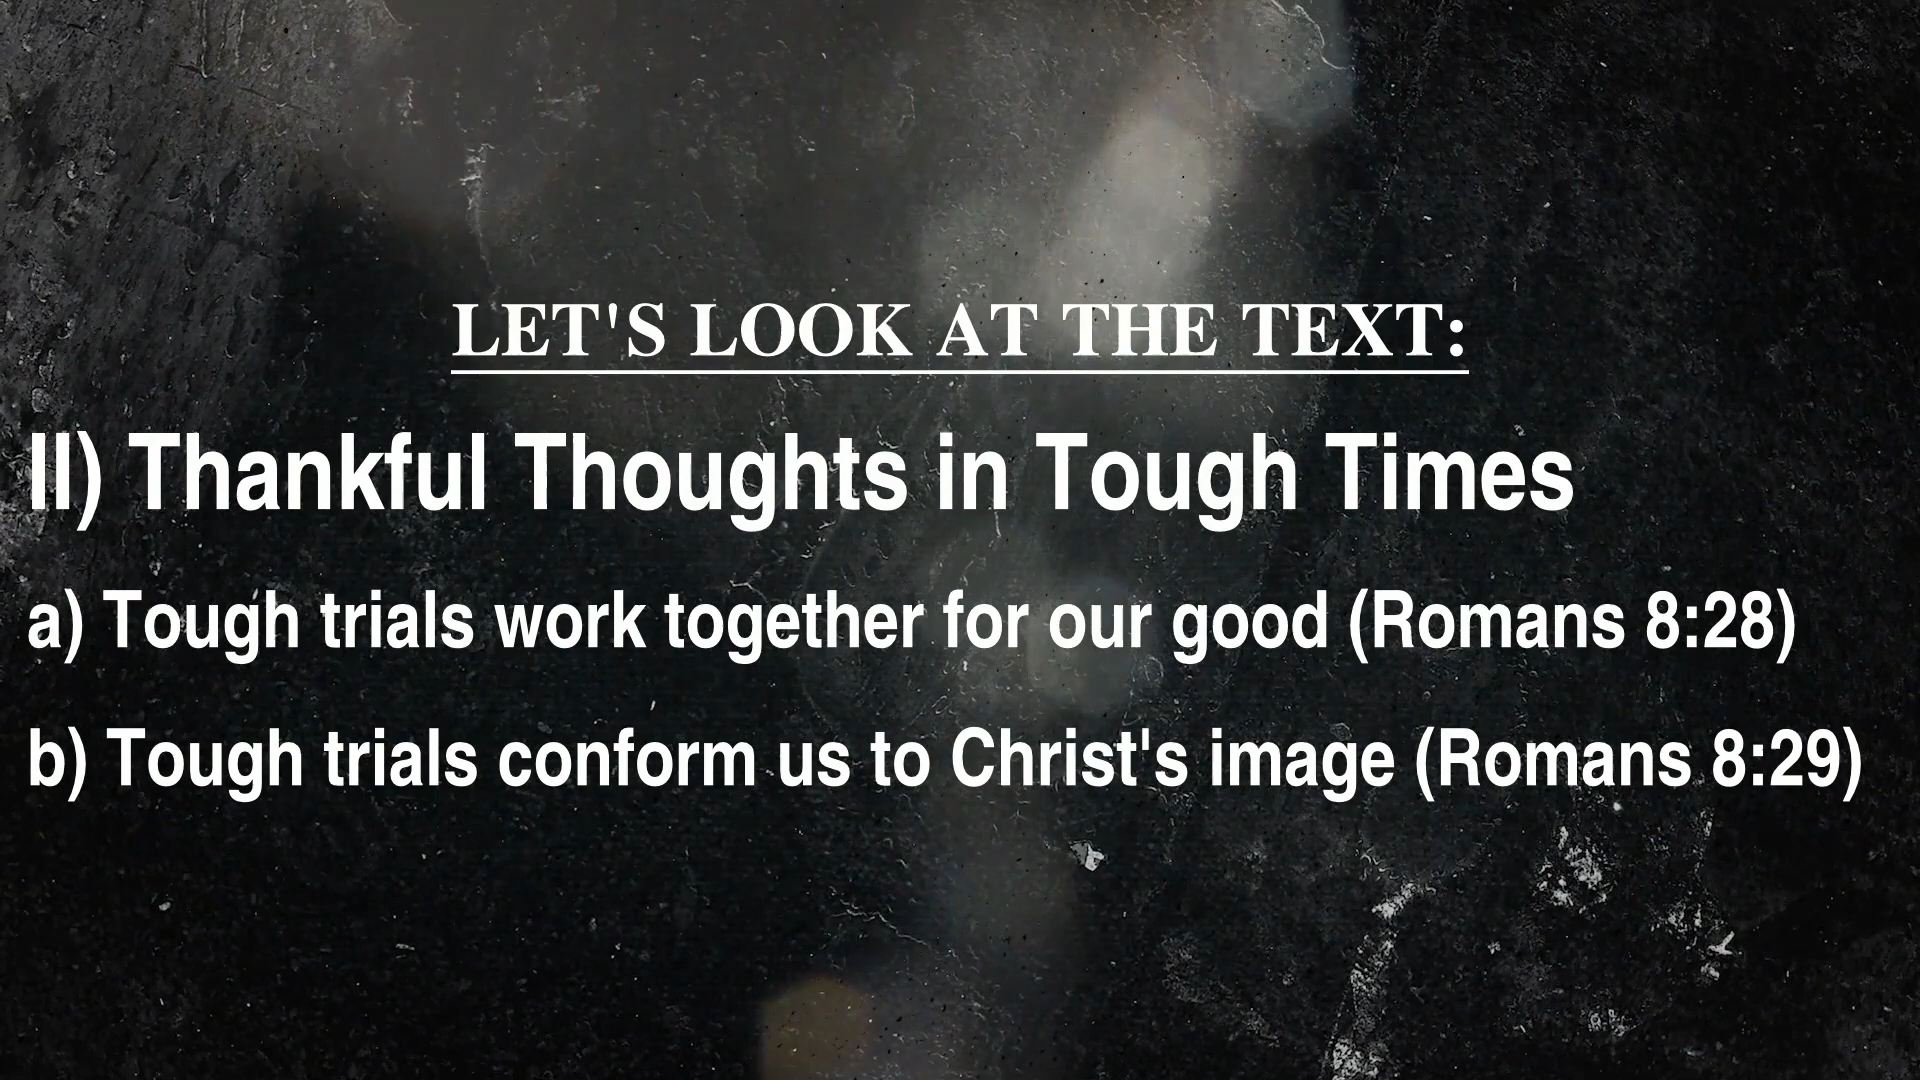 LET'S LOOK AT THE TEXT:
II) Thankful Thoughts in Tough Times
a) Tough trials work together for our good (Romans 8:28)
b) Tough trials conform us to Christ's image (Romans 8:29)